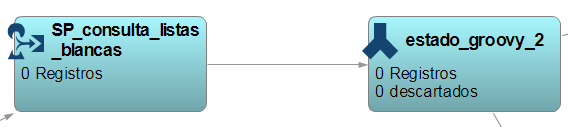 SP_consulta_listas
_blancas
0 Registros
estado_groovy_2
0 Registros
0 descartados